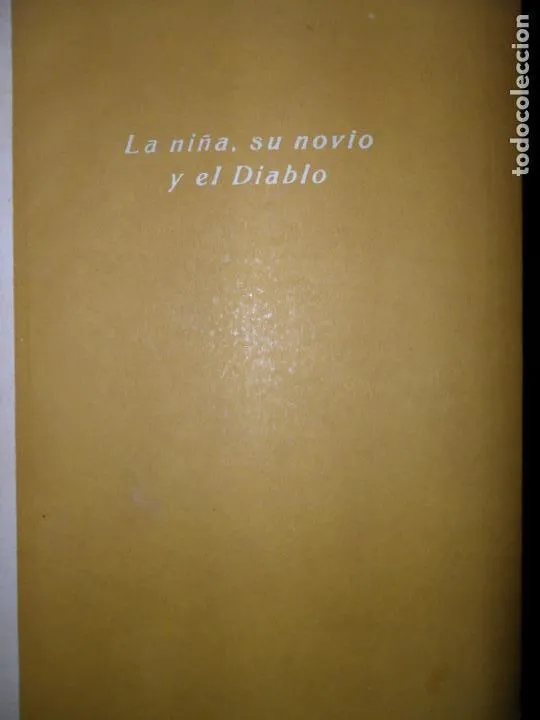 La niña, su novio
y el Diablo
todocoleccion